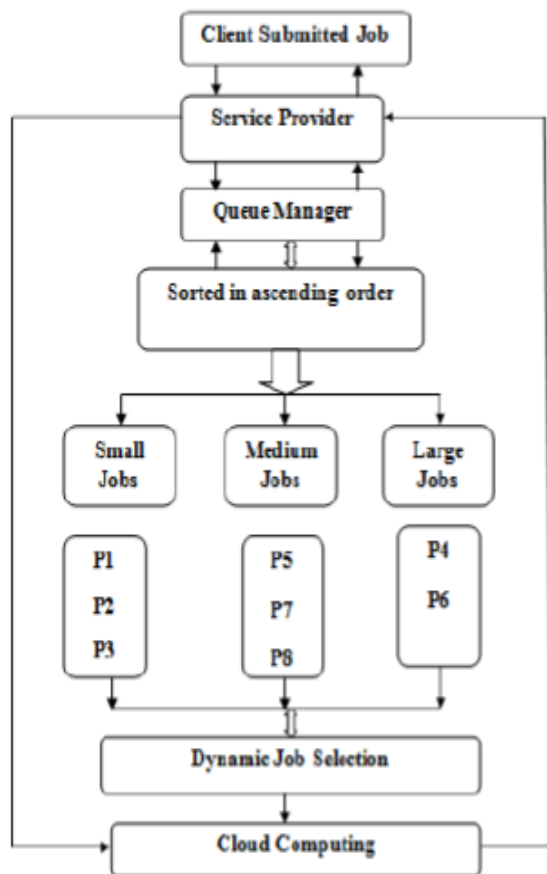 Client Submitted Job
Service Provider
Queue Manager
Sorted in ascending order
Small
Jobs
Medium
Jobs
Large
Jobs
P1
P2
P3
P5
P7
P8
P4
P6
Dynamic Job Selection
Cloud Computing